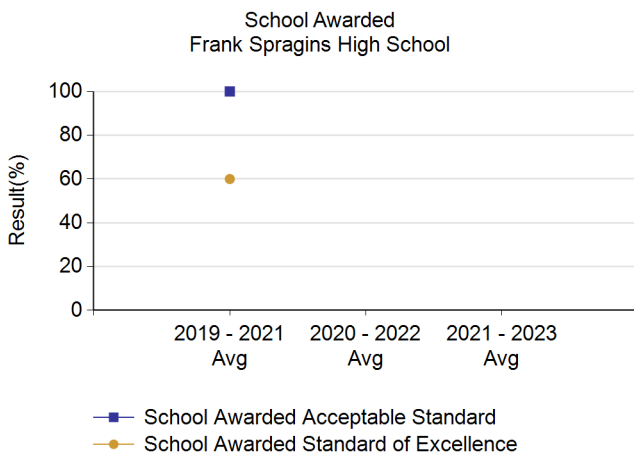 School Awarded
Frank Spragins High School
100
80
60
40
20
0
Result(%)
2019 - 2021 Avg
2020 - 2022 Avg
2021 - 2023 Avg
School Awarded Acceptable Standard
School Awarded Standard of Excellence